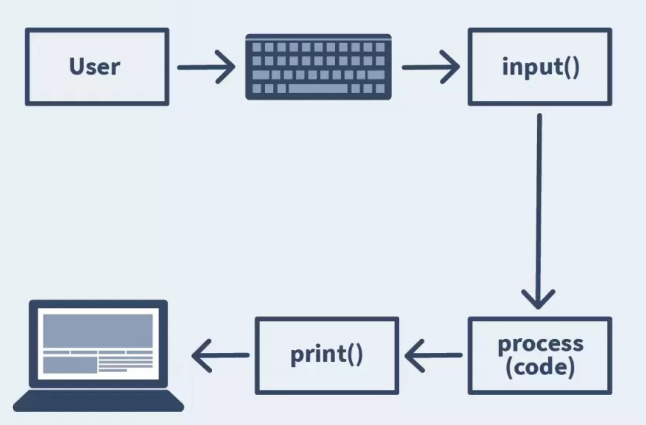 User
input()
process
(code)
print()